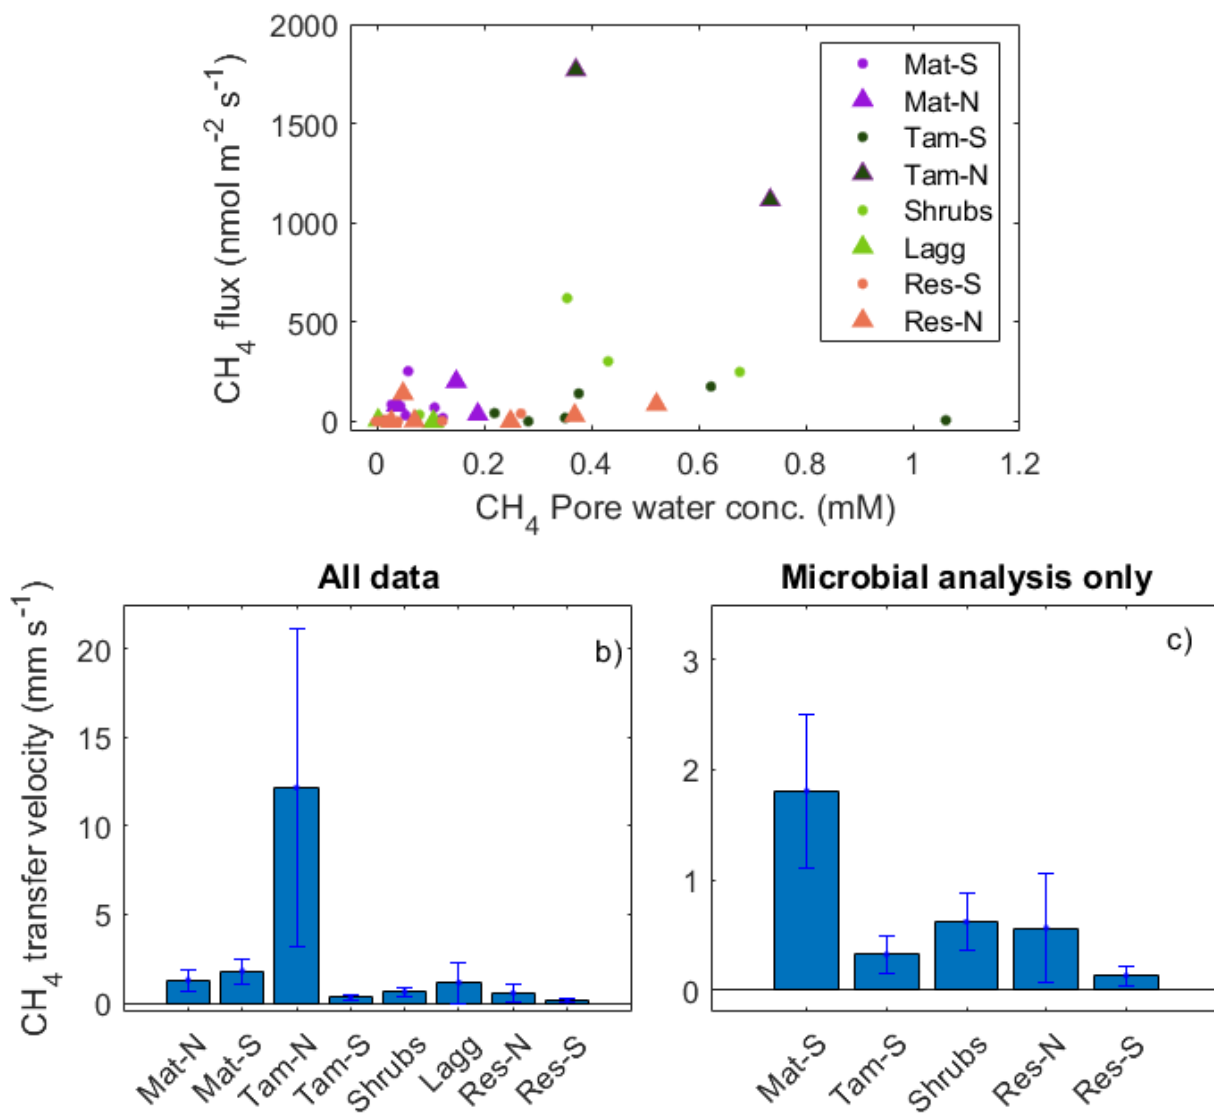 2000
1500
1000
500
0
CH4 flux (nmol m-2 s-1)
Mat-S
Mat-N
Tam-S
Tam-N
Shrubs
Lagg
Res-S
Res-N
0 0.2 0.4 0.6 0.8 1 1.2
CH4 Pore water conc. (mM)
All data
b)
20
15
10
5
0
CH4 transfer velocity (mm s-1)
Mat-N Mat-S Tam-N Tam-S Shrubs Lagg Res-N Res-S
Microbial analysis only
c)
3
2
1
0
Mat-S Tam-S Shrubs Res-N Res-S